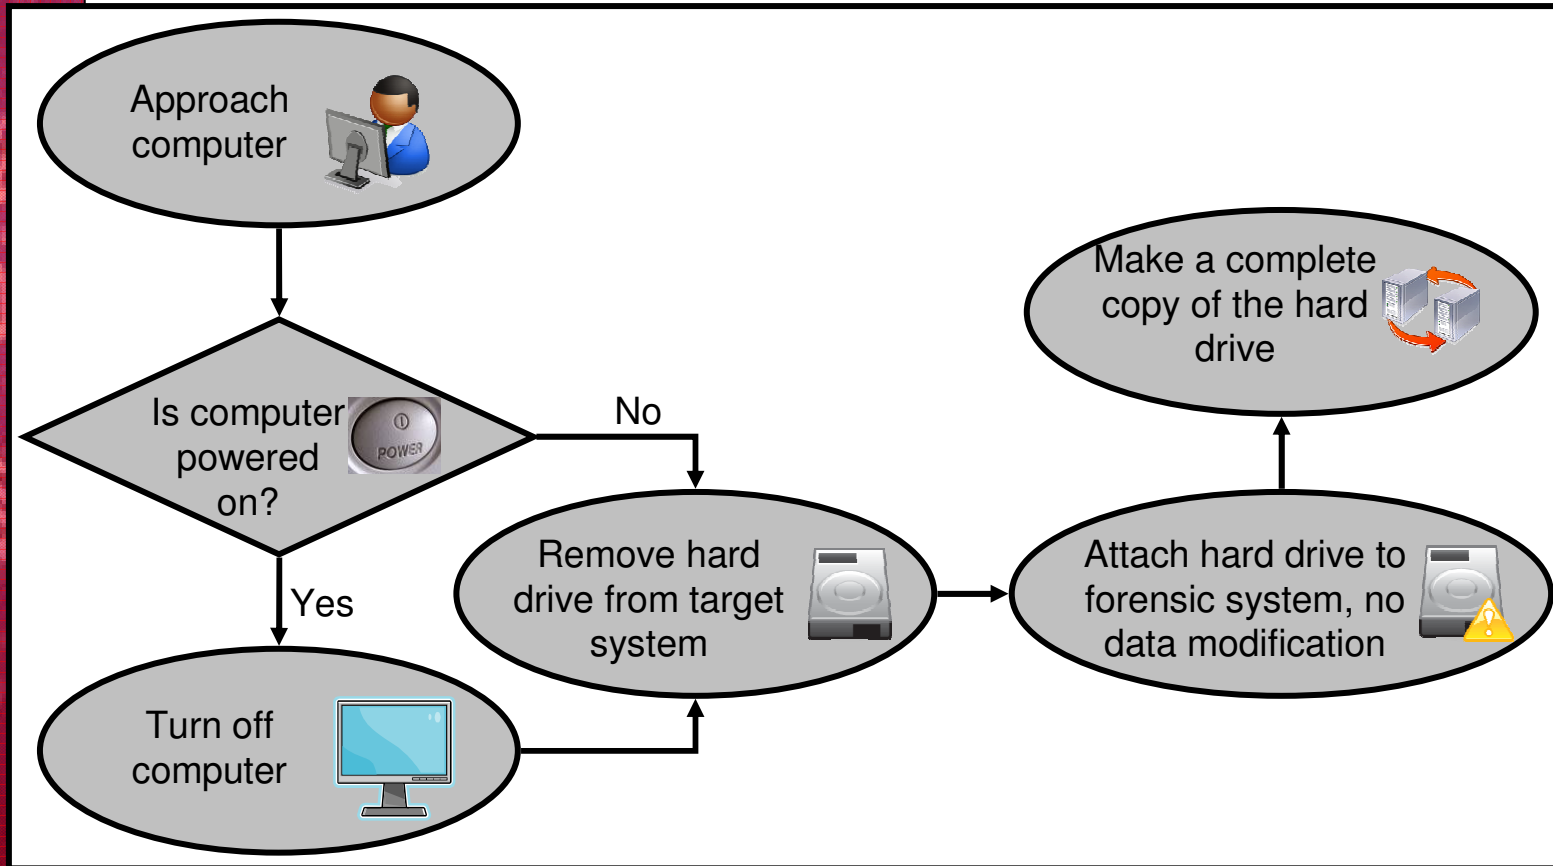 Approach
computer
Is computer
powered
on?
POWER
No
Yes
Turn off
computer
Remove hard
drive from target
system
Attach hard drive to
forensic system, no
data modification
Make a complete
copy of the hard
drive